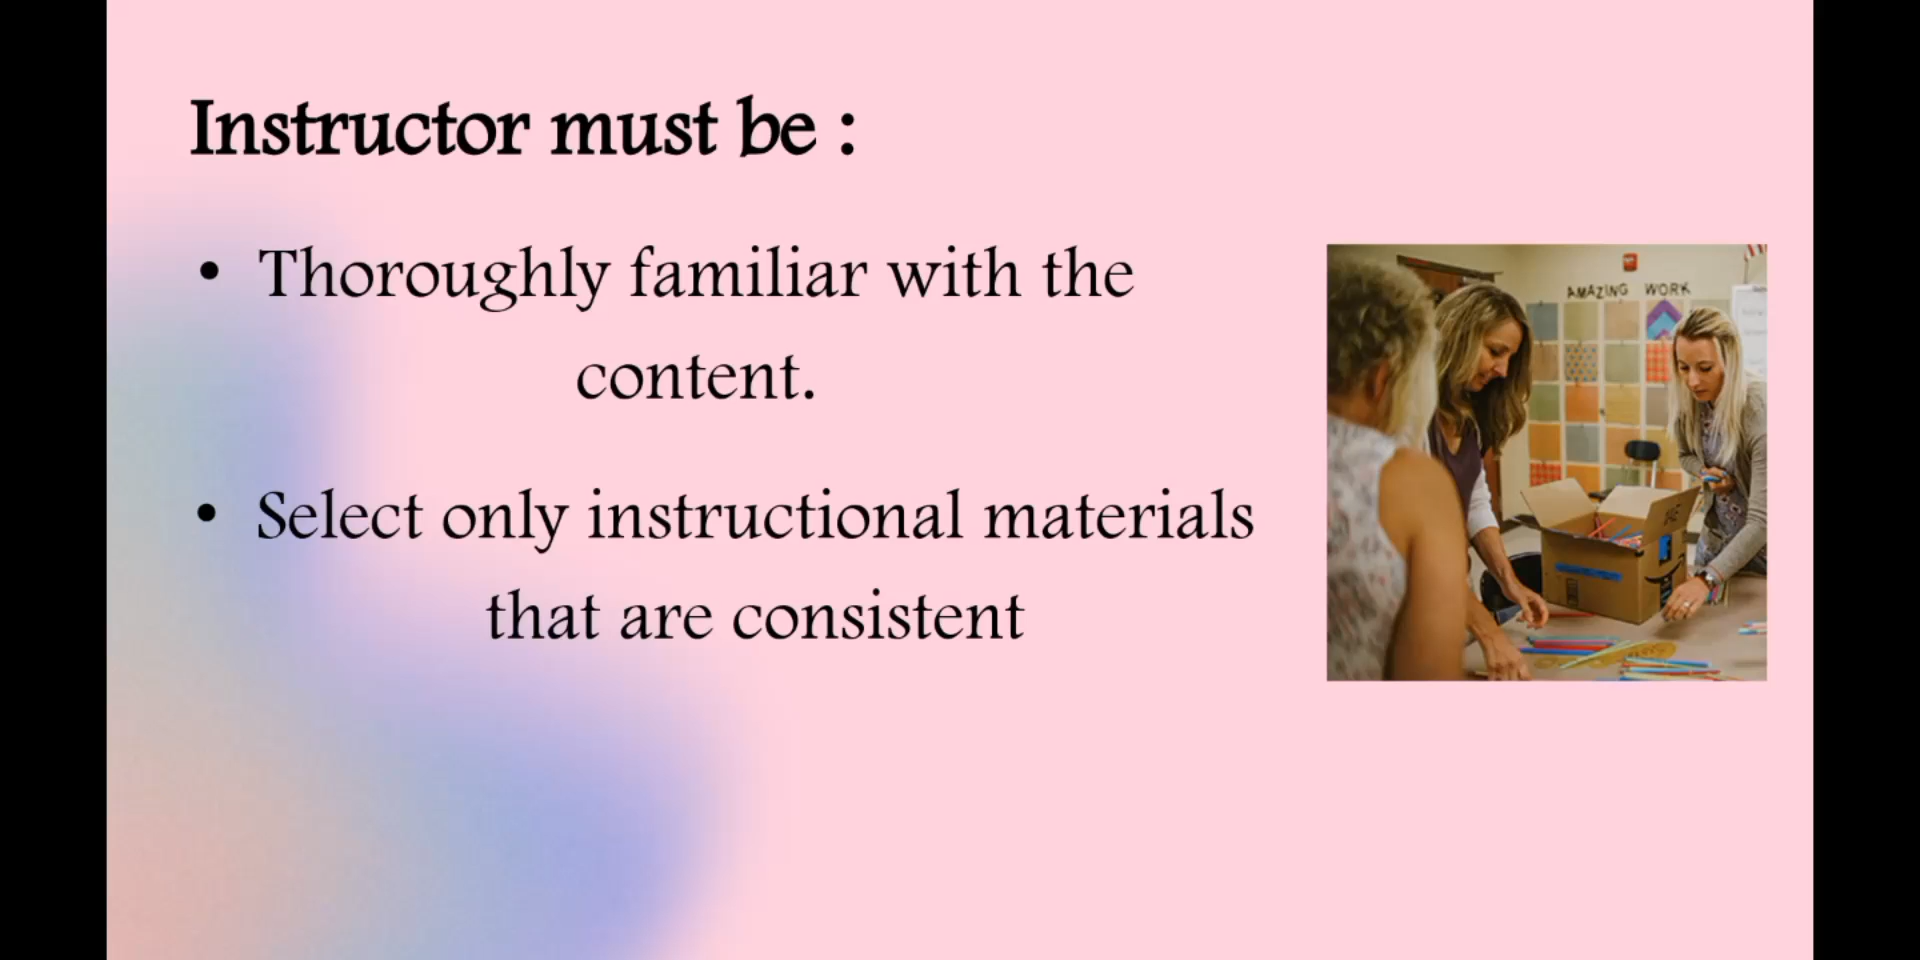 Instructor must be :
• Thoroughly familiar with the
content.
• Select only instructional materials
that are consistent
AMAZING WORK